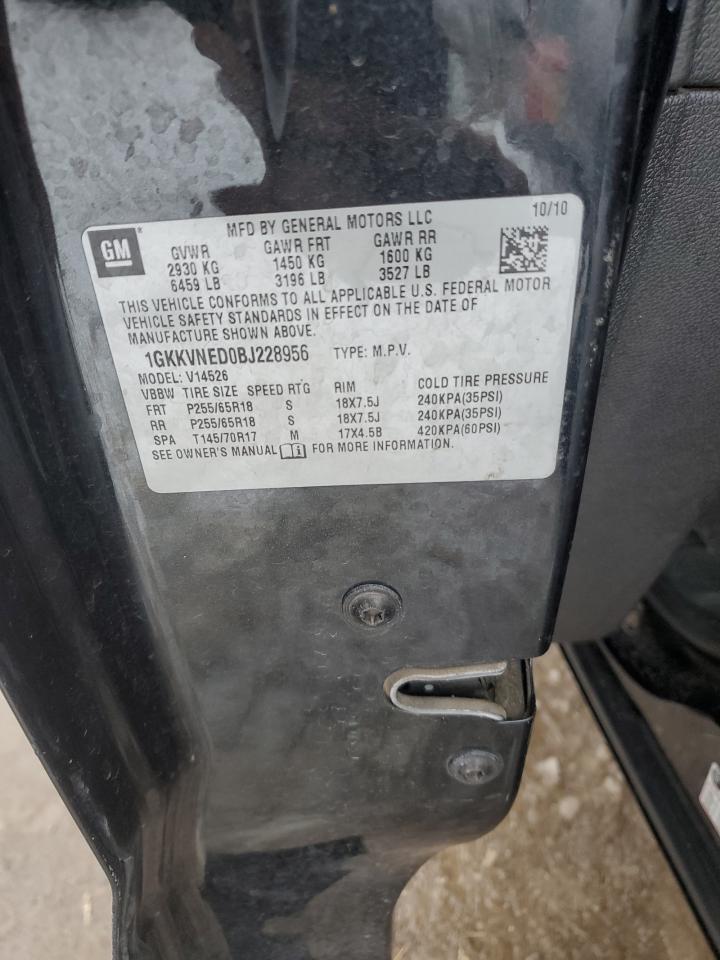 GM
MFD BY GENERAL MOTORS LLC 10/10
GVWR GAWR FRT GAWR RR
2930 KG 1450 KG 1600 KG
6459 LB 3196 LB 3527 LB
THIS VEHICLE CONFORMS TO ALL APPLICABLE U.S. FEDERAL MOTOR
VEHICLE SAFETY STANDARDS IN EFFECT ON THE DATE OF
MANUFACTURE SHOWN ABOVE.
1GKKVNED0BJ228956 TYPE: M.P.V.
MODEL: V14526
VBBW TIRE SIZE SPEED RTG RIM COLD TIRE PRESSURE
FRT P255/65R18 S 18X7.5J 240KPA(35PSI)
RR P255/65R18 S 18X7.5J 240KPA(35PSI)
SPA T145/70R17 M 17X4.5B 420KPA(60PSI)
SEE OWNER'S MANUAL i FOR MORE INFORMATION.